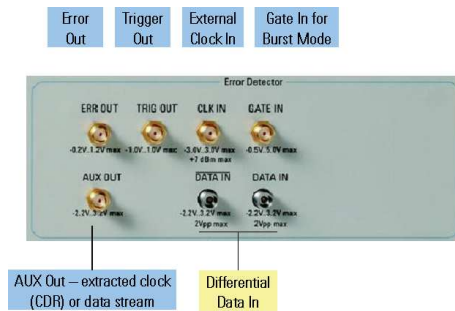 Error Out
Trigger Out
External Clock In
Gate In for Burst Mode
Error Detector
ERR OUT
TRIG OUT
CLK IN
GATE IN
-0.2V..1.2V max
-1.0V..1.0V max
-3.6V..3.0V max
+7 dBm max
-0.5V..5.0V max
AUX OUT
DATA IN
DATA IN
-2.2V..3.2V max
-2.2V..3.2V max
2Vpp max
-2.2V..3.2V max
2Vpp max
AUX Out – extracted clock
(CDR) or data stream
Differential
Data In